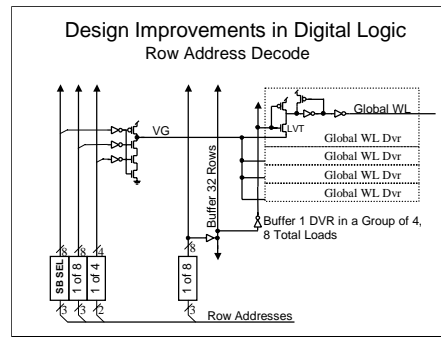 Design Improvements in Digital Logic
Row Address Decode
Global WL
LVT
VG
Global WL Dvr
Global WL Dvr
Global WL Dvr
Global WL Dvr
Buffer 32 Rows
Buffer 1 DVR in a Group of 4,
8 Total Loads
8 8 4 8
SB SEL
1 of 8
1 of 4
1 of 8
3 3 2 3
Row Addresses